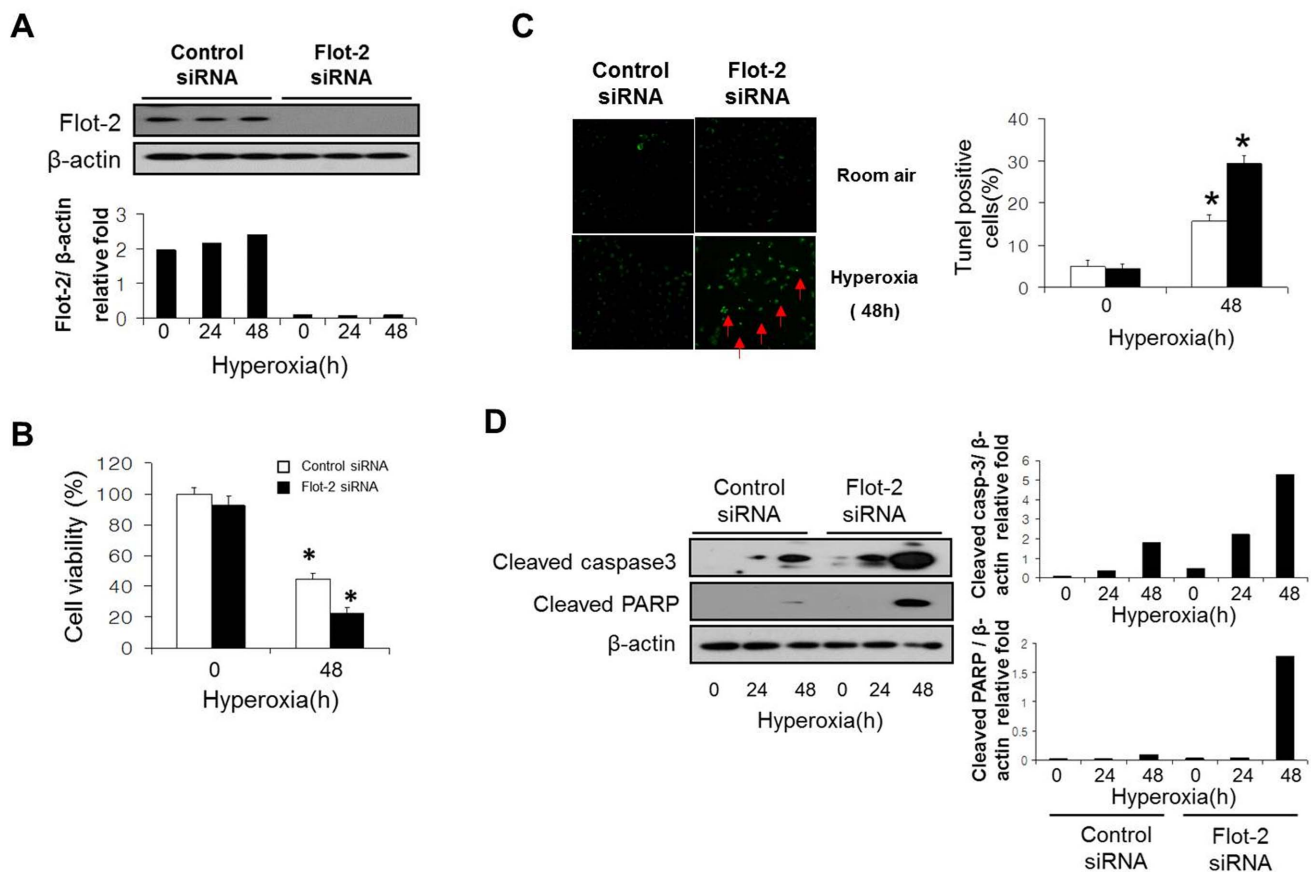 A
Control
siRNA
Flot-2
siRNA
Flot-2
β-actin
Flot-2/ β-actin
relative fold
3
2
1
0
0 24 48 0 24 48
Hyperoxia(h)
B
Cell viability (%)
120
100
80
60
40
20
0
Control siRNA
Flot-2 siRNA
*
*
0 48
Hyperoxia(h)
C
Control
siRNA
Flot-2
siRNA
Room air
Hyperoxia
( 48h)
Tunel positive
cells(%)
40
30
20
10
0
*
*
0 48
Hyperoxia(h)
D
Control
siRNA
Flot-2
siRNA
Cleaved caspase3
Cleaved PARP
β-actin
0 24 48 0 24 48
Hyperoxia(h)
Cleaved casp-3/ β-
actin relative fold
6
5
4
3
2
1
0
0 24 48 0 24 48
Cleaved PARP / β-
actin relative fold
2
1.5
1
0.5
0
0 24 48 0 24 48
Hyperoxia(h)
Control
siRNA
Flot-2
siRNA